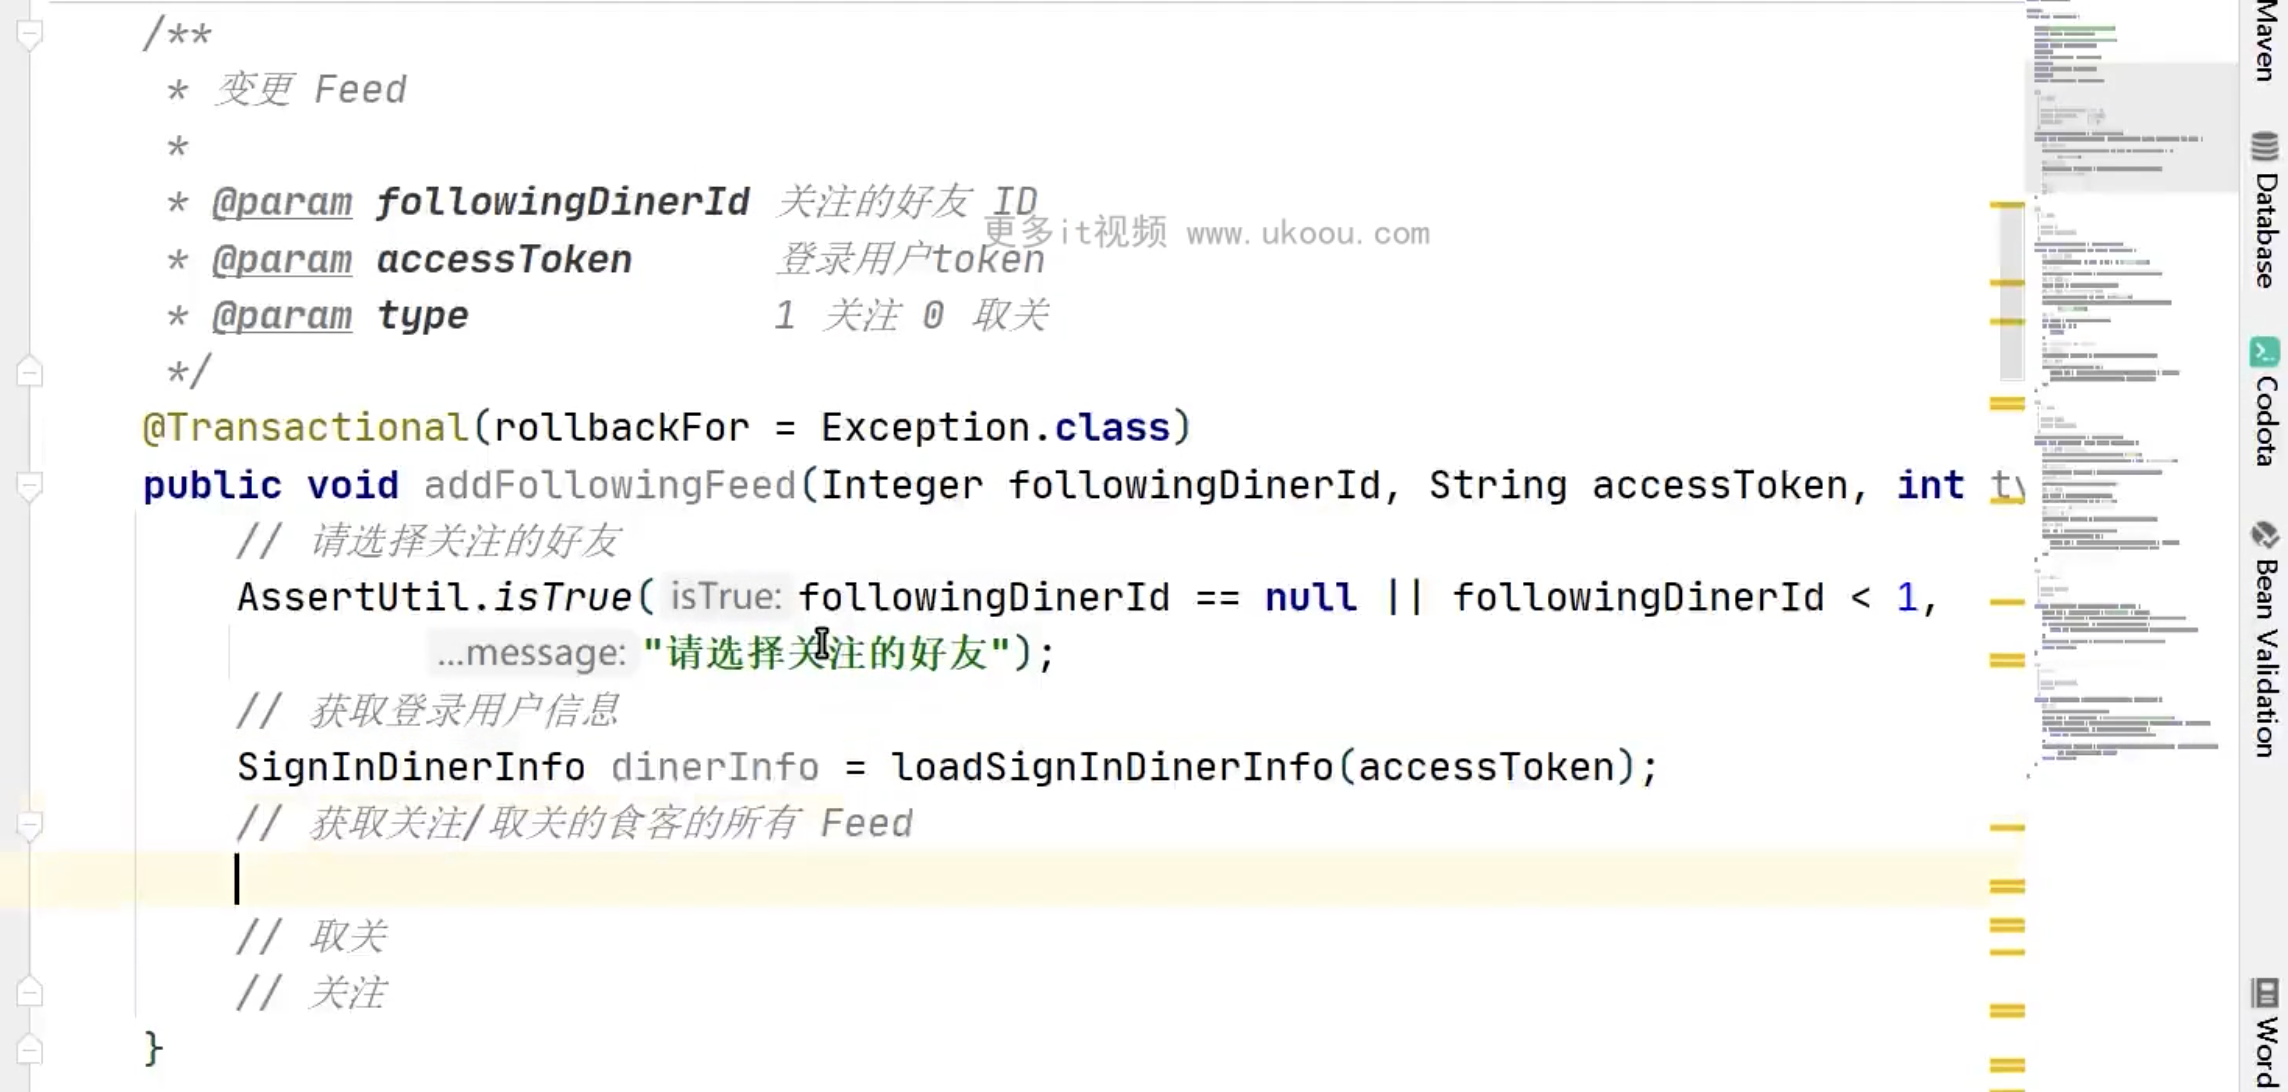 /**
* 变更 Feed
*
* @param followingDinerId 关注的好友 ID
更多it视频 www.ukoou.com
* @param accessToken 登录用户token
* @param type 1 关注 0 取关
*/
@Transactional(rollbackFor = Exception.class)
public void addFollowingFeed(Integer followingDinerId, String accessToken, int ty
// 请选择关注的好友
AssertUtil.isTrue( isTrue: followingDinerId == null || followingDinerId < 1,
...message: "请选择关注的好友");
// 获取登录用户信息
SignInDinerInfo dinerInfo = loadSignInDinerInfo(accessToken);
// 获取关注/取关的食客的所有 Feed
// 取关
// 关注
}
Maven
Database
Codota
Bean Validation
Word